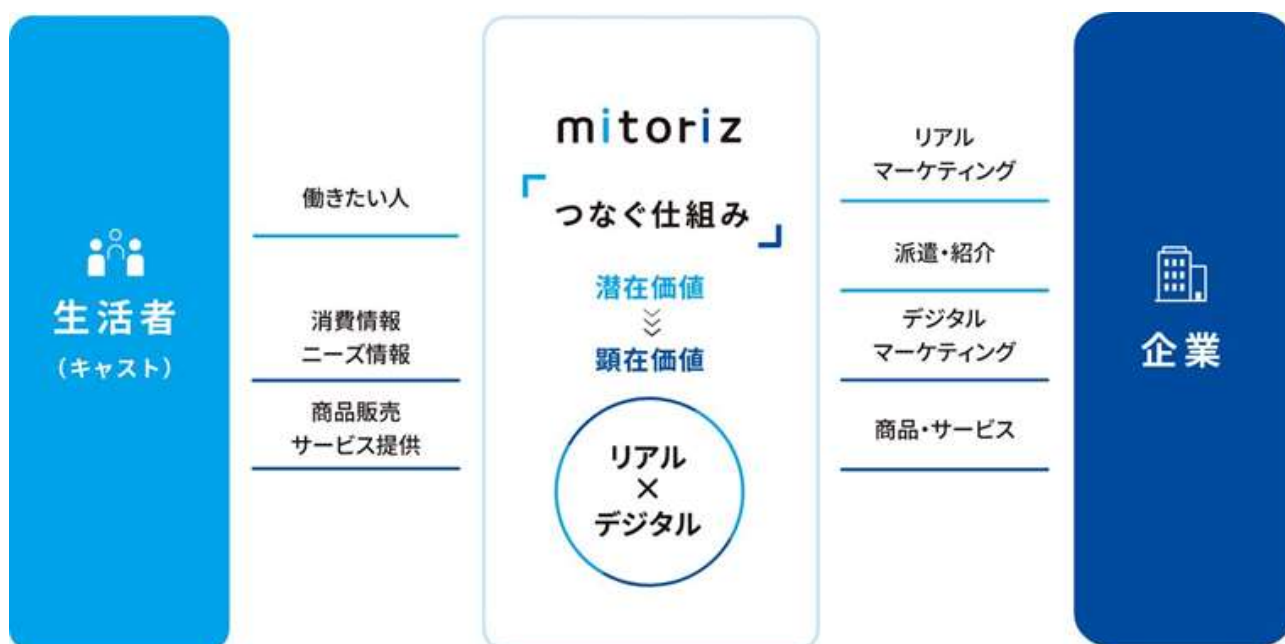 生活者
（キャスト）
働きたい人
消費情報
ニーズ情報
商品販売
サービス提供
mitoriz
「つなぐ仕組み」
潜在価値
顕在価値
リアル
×
デジタル
リアル
マーケティング
派遣・紹介
デジタル
マーケティング
商品・サービス
企業